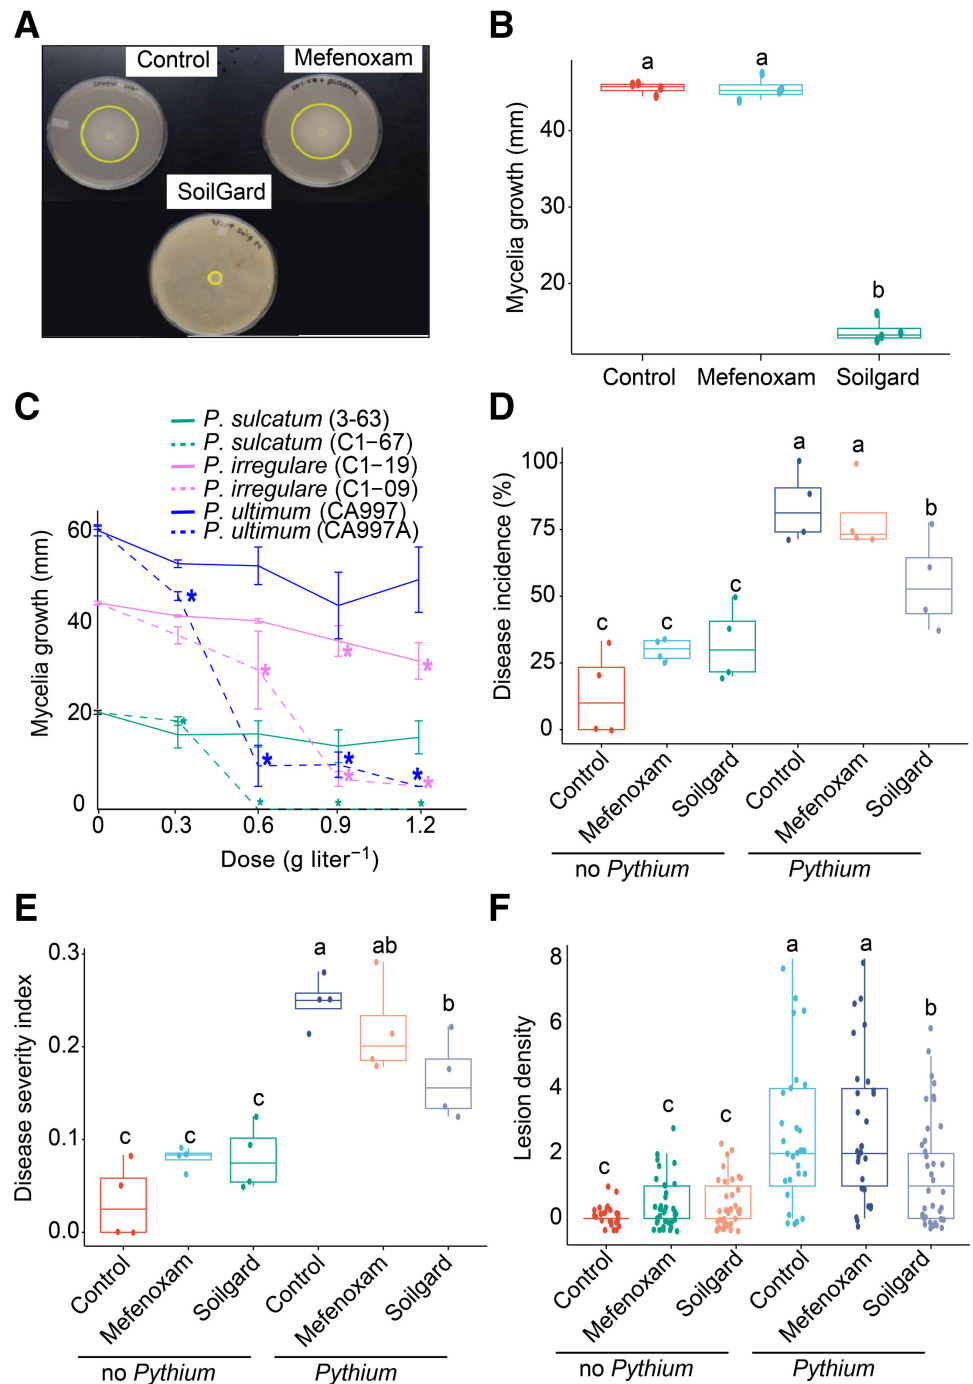 A
Control
Mefenoxam
SoilGard
B
Mycelia growth (mm)
40
30
20
a
a
b
Control
Mefenoxam
Soilgard
C
P. sulcatum (3-63)
P. sulcatum (C1−67)
P. irregulare (C1−19)
P. irregulare (C1−09)
P. ultimum (CA997)
P. ultimum (CA997A)
Mycelia growth (mm)
60
40
20
0
*
*
*
*
*
*
*
*
*
*
*
*
0
0.3
0.6
0.9
1.2
Dose (g liter−1)
D
Disease incidence (%)
100
75
50
25
0
c
c
c
a
a
b
Control
Mefenoxam
Soilgard
Control
Mefenoxam
Soilgard
no Pythium
Pythium
E
Disease severity index
0.3
0.2
0.1
0.0
c
c
c
a
ab
b
Control
Mefenoxam
Soilgard
Control
Mefenoxam
Soilgard
no Pythium
Pythium
F
Lesion density
8
6
4
2
0
c
c
c
a
a
b
Control
Mefenoxam
Soilgard
Control
Mefenoxam
Soilgard
no Pythium
Pythium